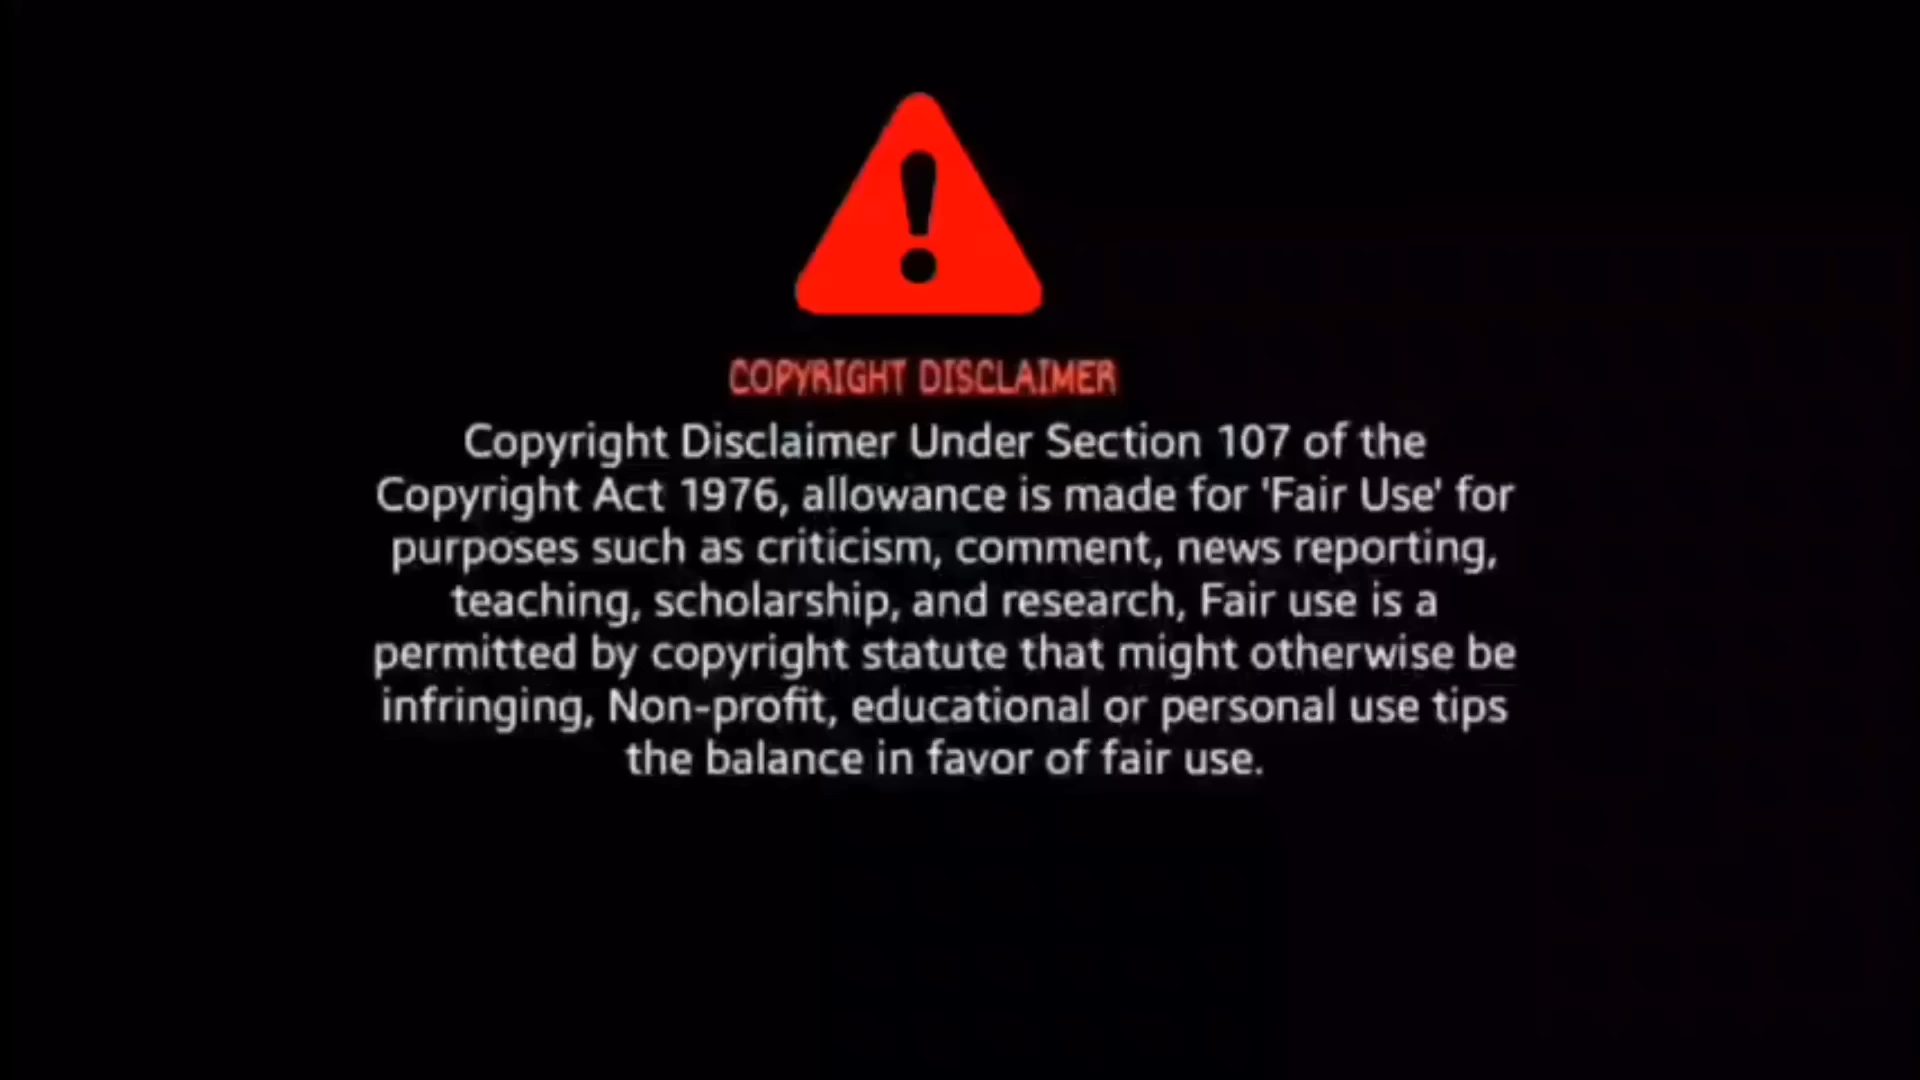 COPYRIGHT DISCLAIMER
Copyright Disclaimer Under Section 107 of the
Copyright Act 1976, allowance is made for 'Fair Use' for
purposes such as criticism, comment, news reporting,
teaching, scholarship, and research, Fair use is a
permitted by copyright statute that might otherwise be
infringing, Non-profit, educational or personal use tips
the balance in favor of fair use.